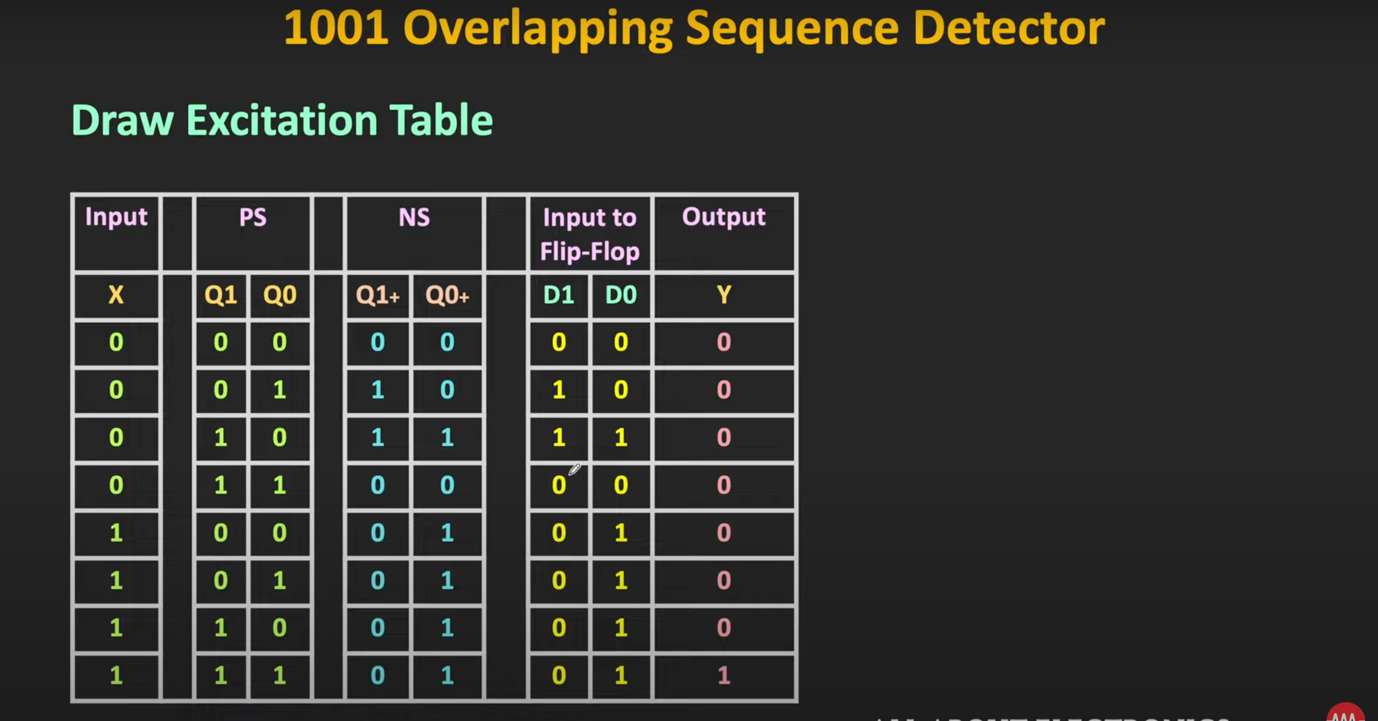 1001 Overlapping Sequence Detector
Draw Excitation Table
Input PS NS Input to Flip-Flop Output
X Q1 Q0 Q1+ Q0+ D1 D0 Y
0 0 0 0 0 0 0 0
0 0 1 1 0 1 0 0
0 1 0 1 1 1 1 0
0 1 1 0 0 0 0 0
1 0 0 0 1 0 1 0
1 0 1 0 1 0 1 0
1 1 0 0 1 0 1 0
1 1 1 0 1 0 1 1
ALL ABOUT ELECTRONICS